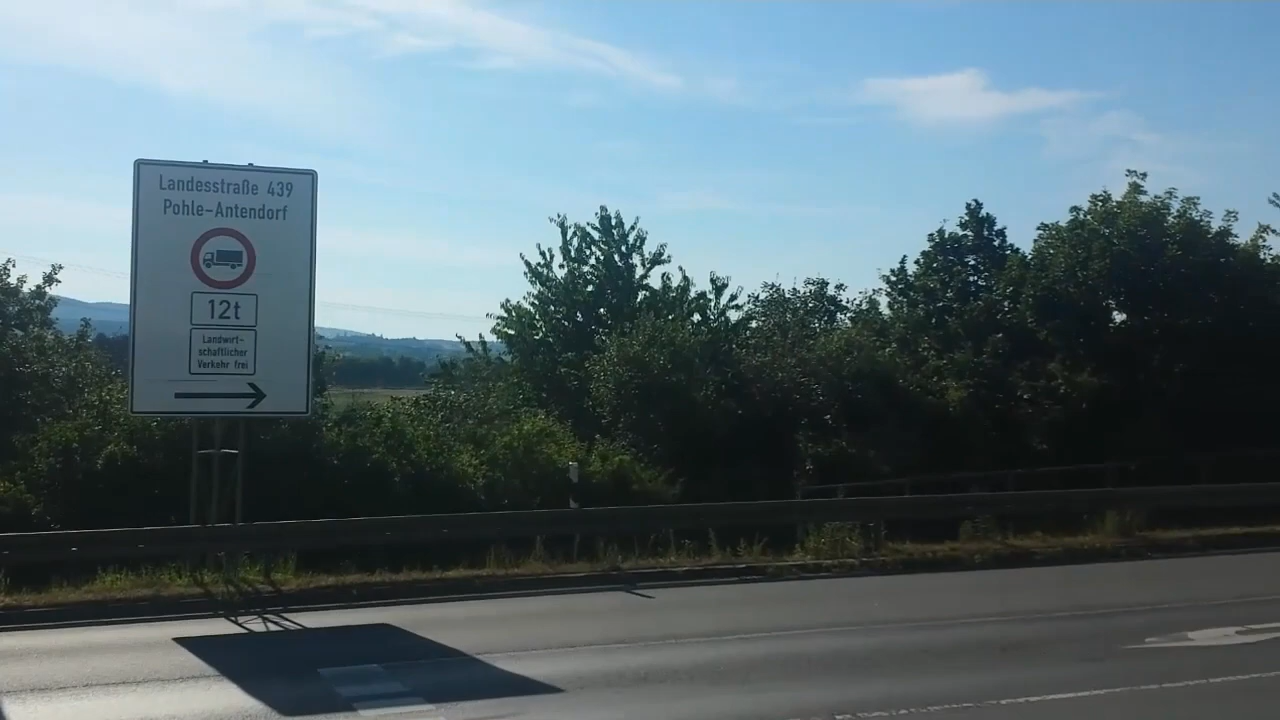 Landesstraße 439
Pohle-Antendorf
12t
Landwirt-
schaftlicher
Verkehr frei